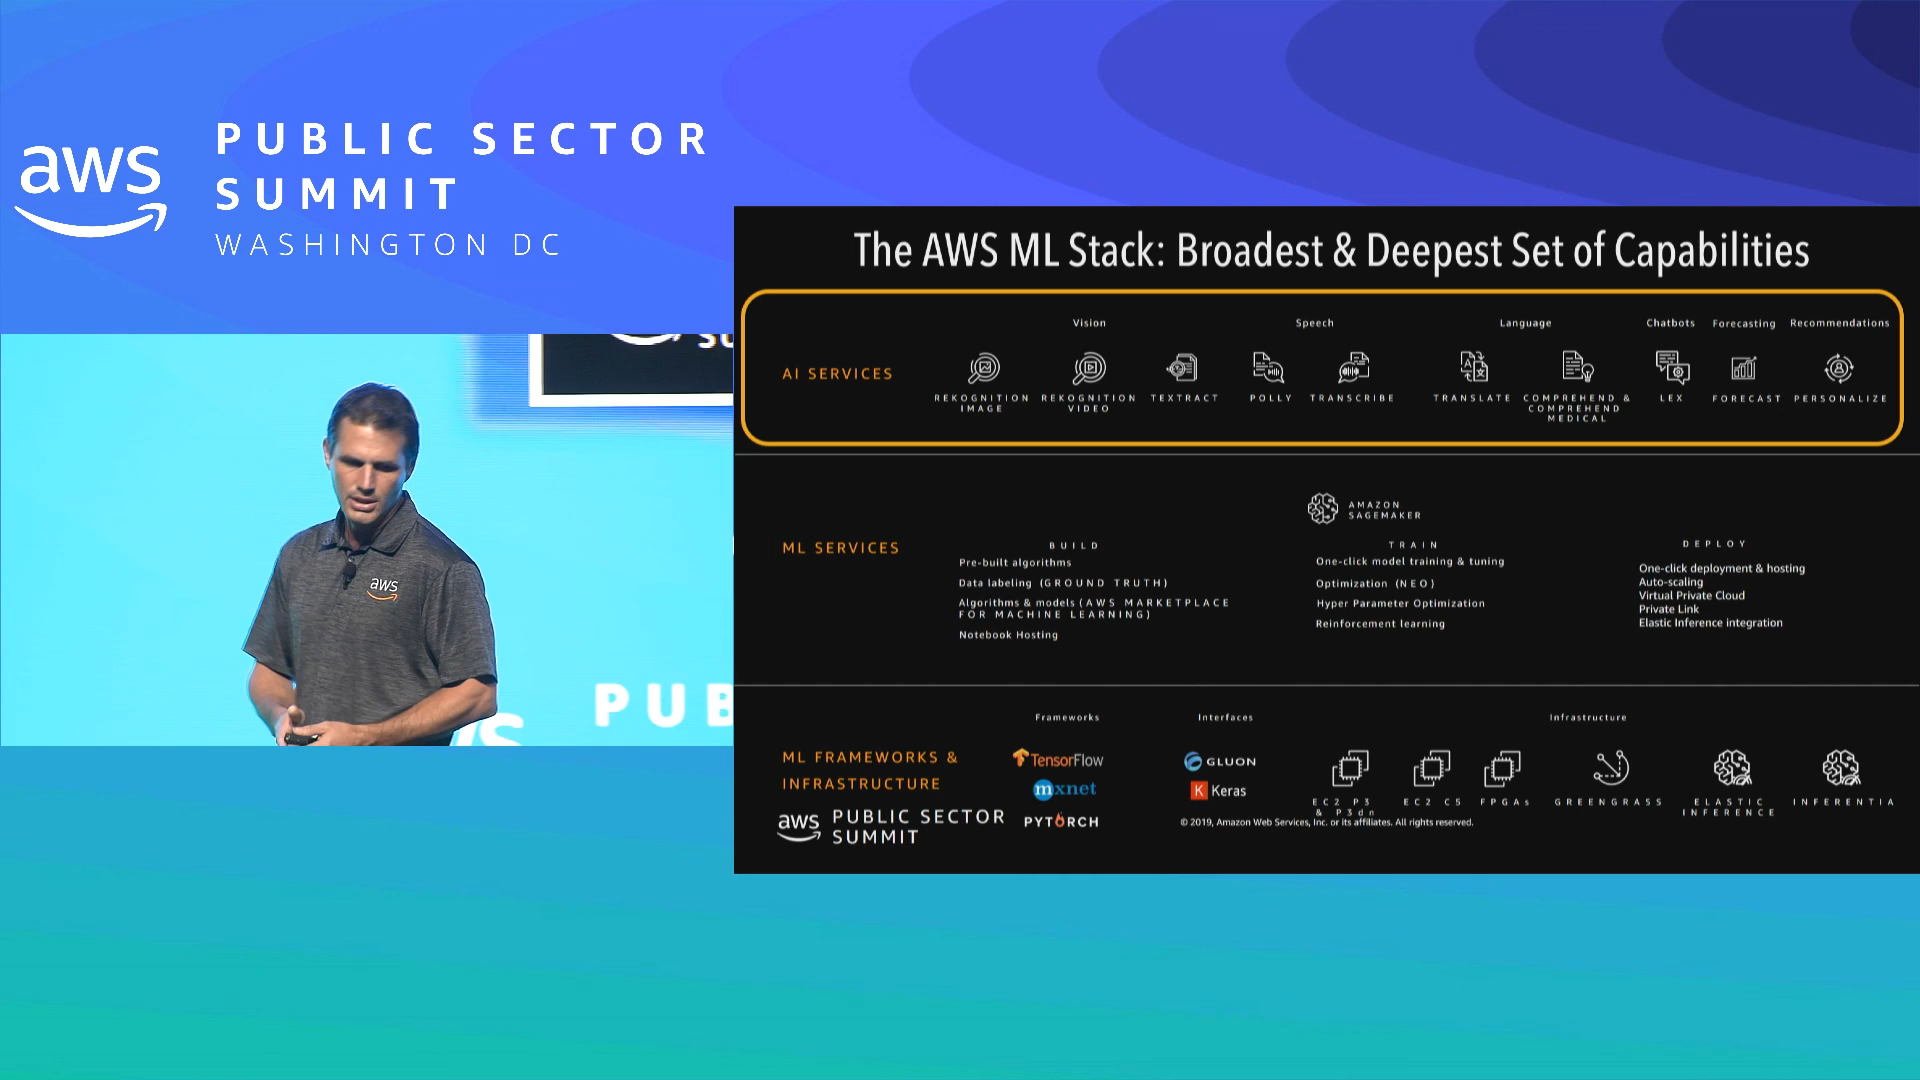 aws
PUBLIC SECTOR
SUMMIT
WASHINGTON DC
PUB
aws
The AWS ML Stack: Broadest & Deepest Set of Capabilities
Vision
Speech
Language
Chatbots
Forecasting
Recommendations
AI SERVICES
REKOGNITION
IMAGE
REKOGNITION
VIDEO
TEXTRACT
POLLY
TRANSCRIBE
TRANSLATE
COMPREHEND &
COMPREHEND
MEDICAL
LEX
FORECAST
PERSONALIZE
AMAZON
SAGEMAKER
ML SERVICES
BUILD
Pre-built algorithms
Data labeling (GROUND TRUTH)
Algorithms & models (AWS MARKETPLACE
FOR MACHINE LEARNING)
Notebook Hosting
TRAIN
One-click model training & tuning
Optimization (NEO)
Hyper Parameter Optimization
Reinforcement learning
DEPLOY
One-click deployment & hosting
Auto-scaling
Virtual Private Cloud
Private Link
Elastic Inference integration
ML FRAMEWORKS &
INFRASTRUCTURE
Frameworks
TensorFlow
mxnet
PYTORCH
Interfaces
GLUON
K Keras
Infrastructure
EC2 P3
& P3dn
EC2 C5
FPGAs
GREENGRASS
ELASTIC
INFERENCE
INFERENTIA
aws
PUBLIC SECTOR
SUMMIT
© 2019, Amazon Web Services, Inc. or its affiliates. All rights reserved.